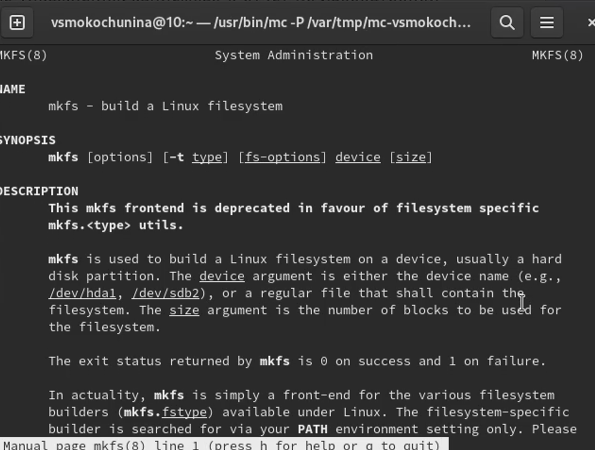 vsmokochunina@10:~ — /usr/bin/mc -P /var/tmp/mc-vsmokoch...
MKFS(8) System Administration MKFS(8)
NAME
mkfs - build a Linux filesystem
SYNOPSIS
mkfs [options] [-t type] [fs-options] device [size]
DESCRIPTION
This mkfs frontend is deprecated in favour of filesystem specific
mkfs.<type> utils.
mkfs is used to build a Linux filesystem on a device, usually a hard
disk partition. The device argument is either the device name (e.g.,
/dev/hda1, /dev/sdb2), or a regular file that shall contain the
filesystem. The size argument is the number of blocks to be used for
the filesystem.
The exit status returned by mkfs is 0 on success and 1 on failure.
In actuality, mkfs is simply a front-end for the various filesystem
builders (mkfs.fstype) available under Linux. The filesystem-specific
builder is searched for via your PATH environment setting only. Please
Manual page mkfs(8) line 1 (press h for help or q to quit)